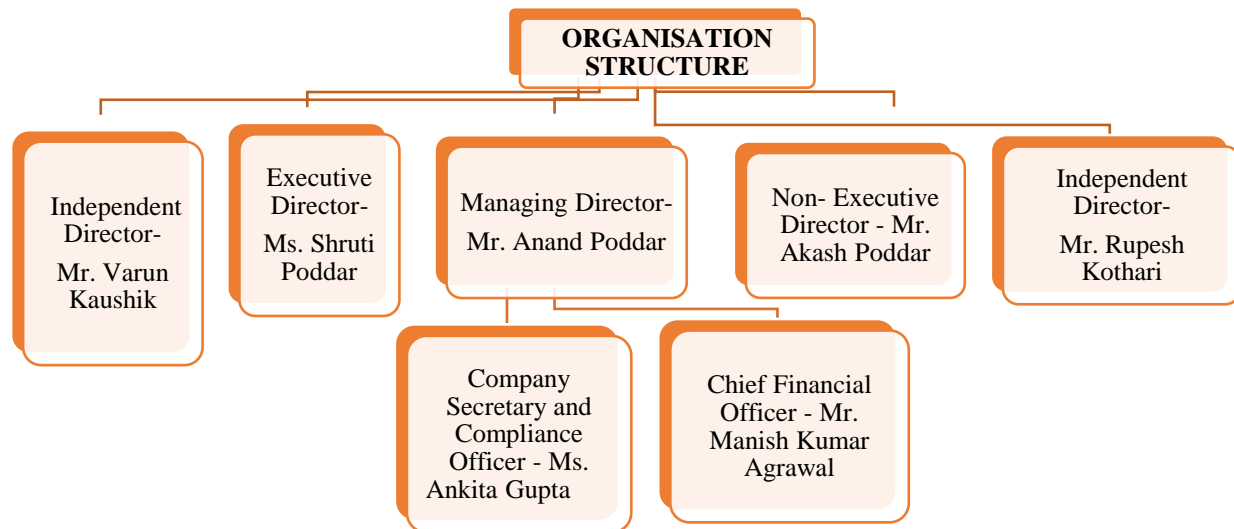 ORGANISATION
STRUCTURE
Independent
Director-
Mr. Varun
Kaushik
Executive
Director-
Ms. Shruti
Poddar
Managing Director-
Mr. Anand Poddar
Non- Executive
Director - Mr.
Akash Poddar
Independent
Director-
Mr. Rupesh
Kothari
Company
Secretary and
Compliance
Officer - Ms.
Ankita Gupta
Chief Financial
Officer - Mr.
Manish Kumar
Agrawal